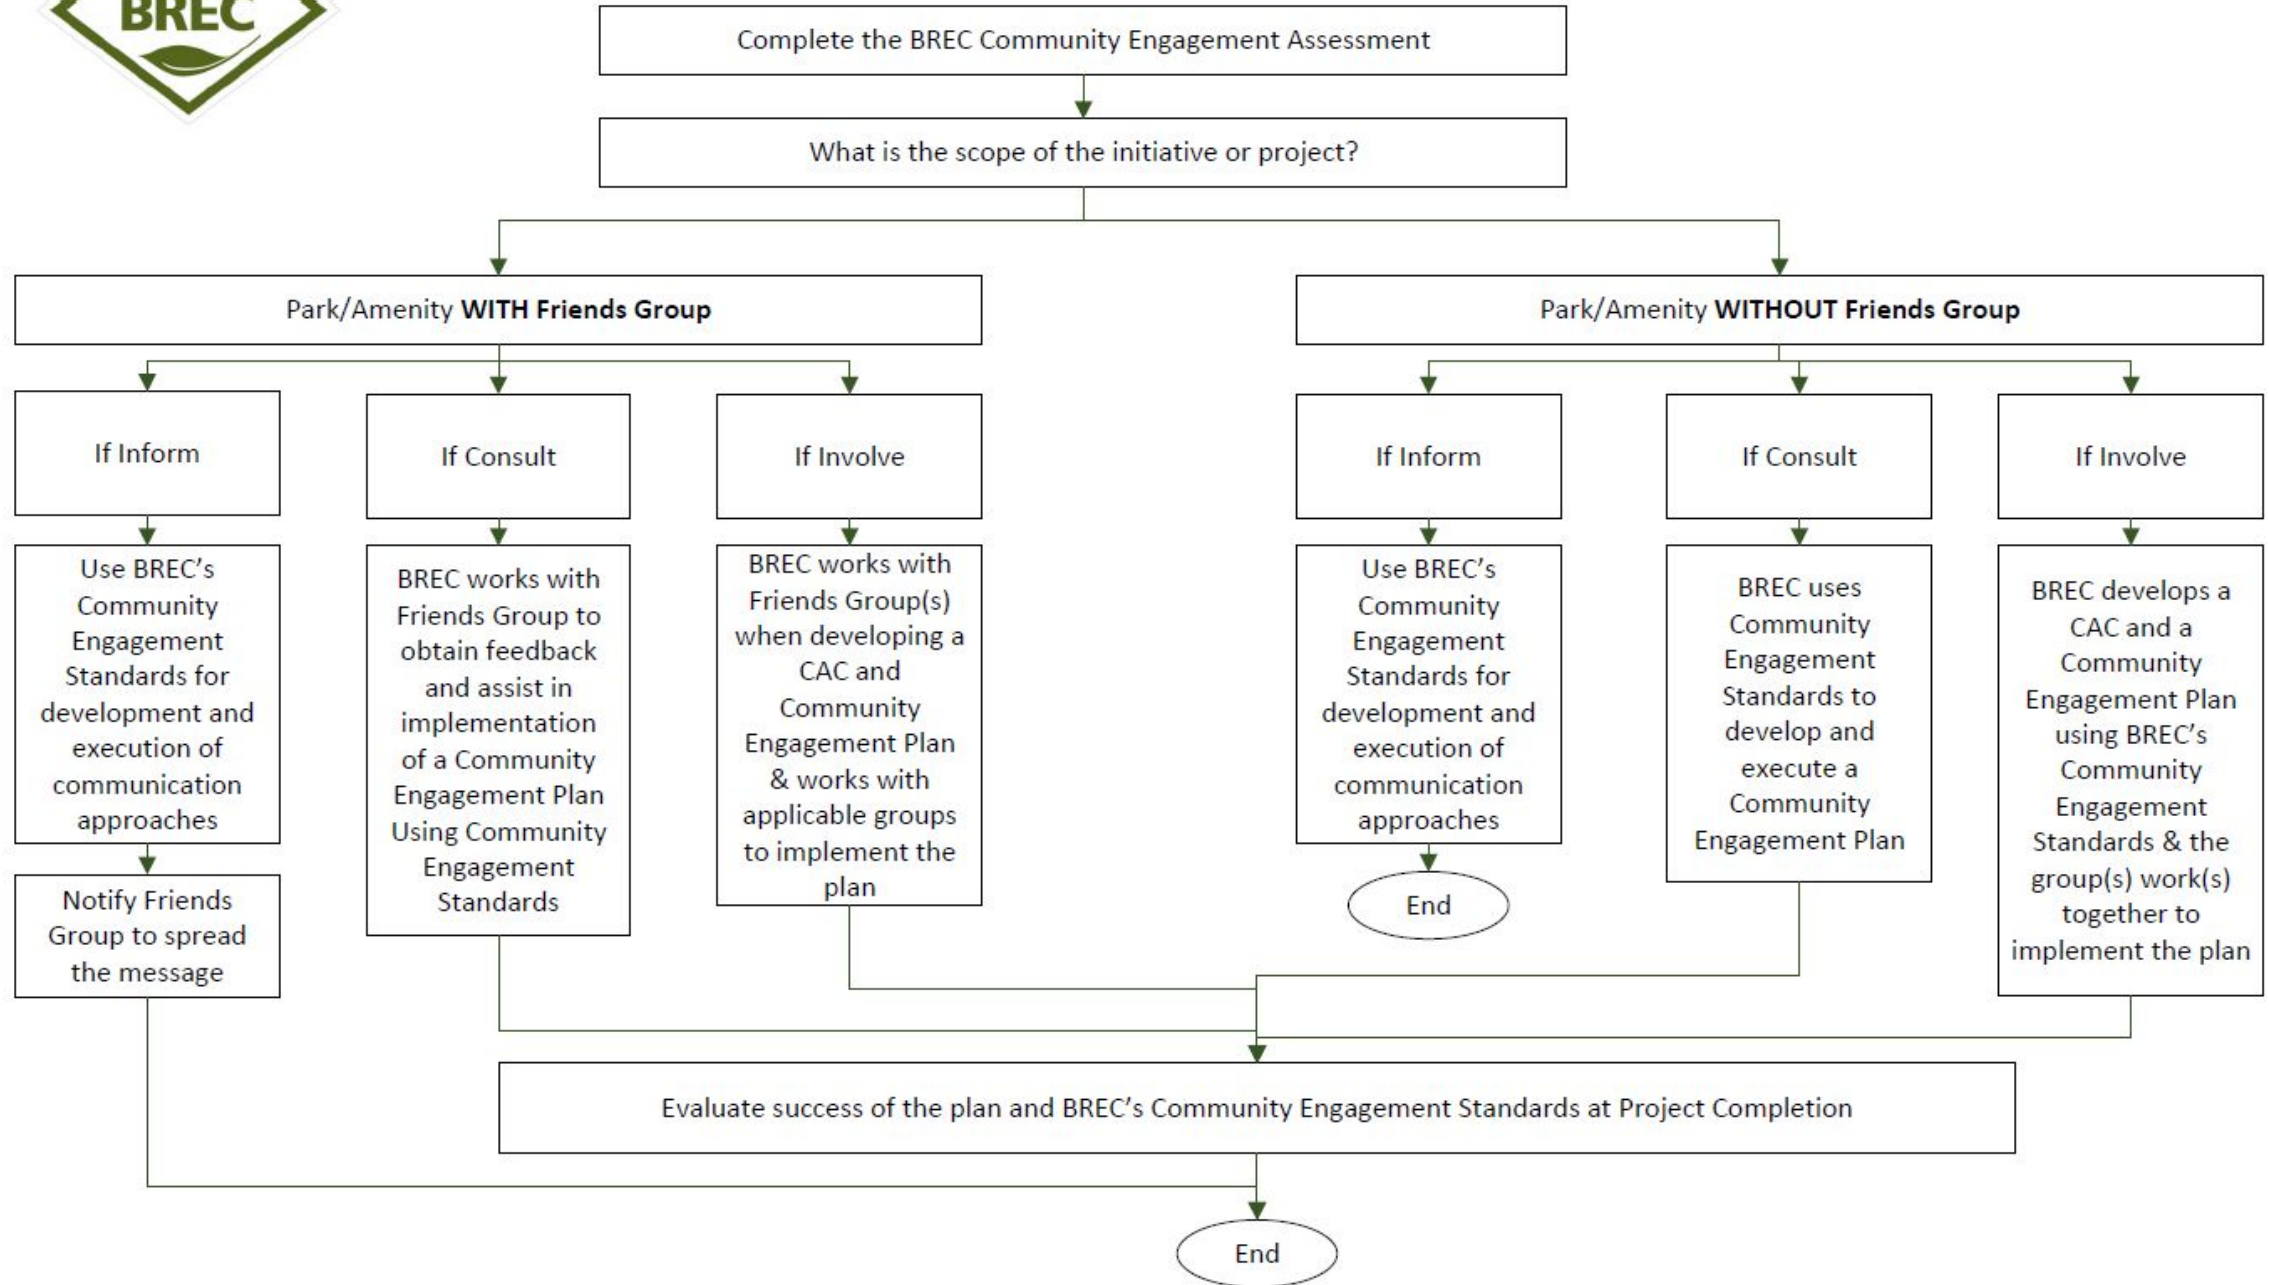 BREC
Complete the BREC Community Engagement Assessment
What is the scope of the initiative or project?
Park/Amenity WITH Friends Group
Park/Amenity WITHOUT Friends Group
If Inform
If Consult
If Involve
If Inform
If Consult
If Involve
Use BREC’s
Community
Engagement
Standards for
development and
execution of
communication
approaches
BREC works with
Friends Group to
obtain feedback
and assist in
implementation
of a Community
Engagement Plan
Using Community
Engagement
Standards
BREC works with
Friends Group(s)
when developing a
CAC and
Community
Engagement Plan
& works with
applicable groups
to implement the
plan
Use BREC’s
Community
Engagement
Standards for
development and
execution of
communication
approaches
BREC uses
Community
Engagement
Standards to
develop and
execute a
Community
Engagement Plan
BREC develops a
CAC and a
Community
Engagement Plan
using BREC’s
Community
Engagement
Standards & the
group(s) work(s)
together to
implement the plan
Notify Friends
Group to spread
the message
End
Evaluate success of the plan and BREC’s Community Engagement Standards at Project Completion
End